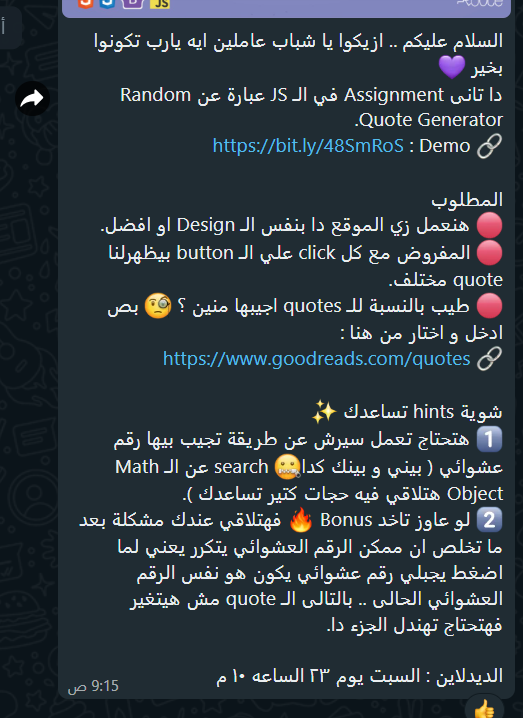 JS
السلام عليكم .. ازيكوا يا شباب عاملين ايه يارب تكونوا
بخير 💜
دا تانى Assignment في الـ JS عبارة عن Random
Quote Generator.
🔗 Demo : https://bit.ly/48SmRoS
المطلوب
🔴 هنعمل زي الموقع دا بنفس الـ Design او افضل.
🔴 المفروض مع كل click علي الـ button بيظهرلنا
quote مختلف.
🔴 طيب بالنسبة للـ quotes اجيبها منين ؟ 🧐 بص
ادخل و اختار من هنا :
🔗 https://www.goodreads.com/quotes
شوية hints تساعدك ✨
1️⃣ هتحتاج تعمل سيرش عن طريقة تجيب بيها رقم
عشوائي ( بيني و بينك كدا🤐 search عن الـ Math
Object هتلاقي فيه حجات كتير تساعدك ).
2️⃣ لو عاوز تاخد Bonus 🔥 فهتلاقي عندك مشكلة بعد
ما تخلص ان ممكن الرقم العشوائي يتكرر يعني لما
اضغط يجبلي رقم عشوائي يكون هو نفس الرقم
العشوائي الحالى .. بالتالى الـ quote مش هيتغير
فهتحتاج تهندل الجزء دا.
الديدلاين : السبت يوم ٢٣ الساعه ١٠ م
9:15 ص